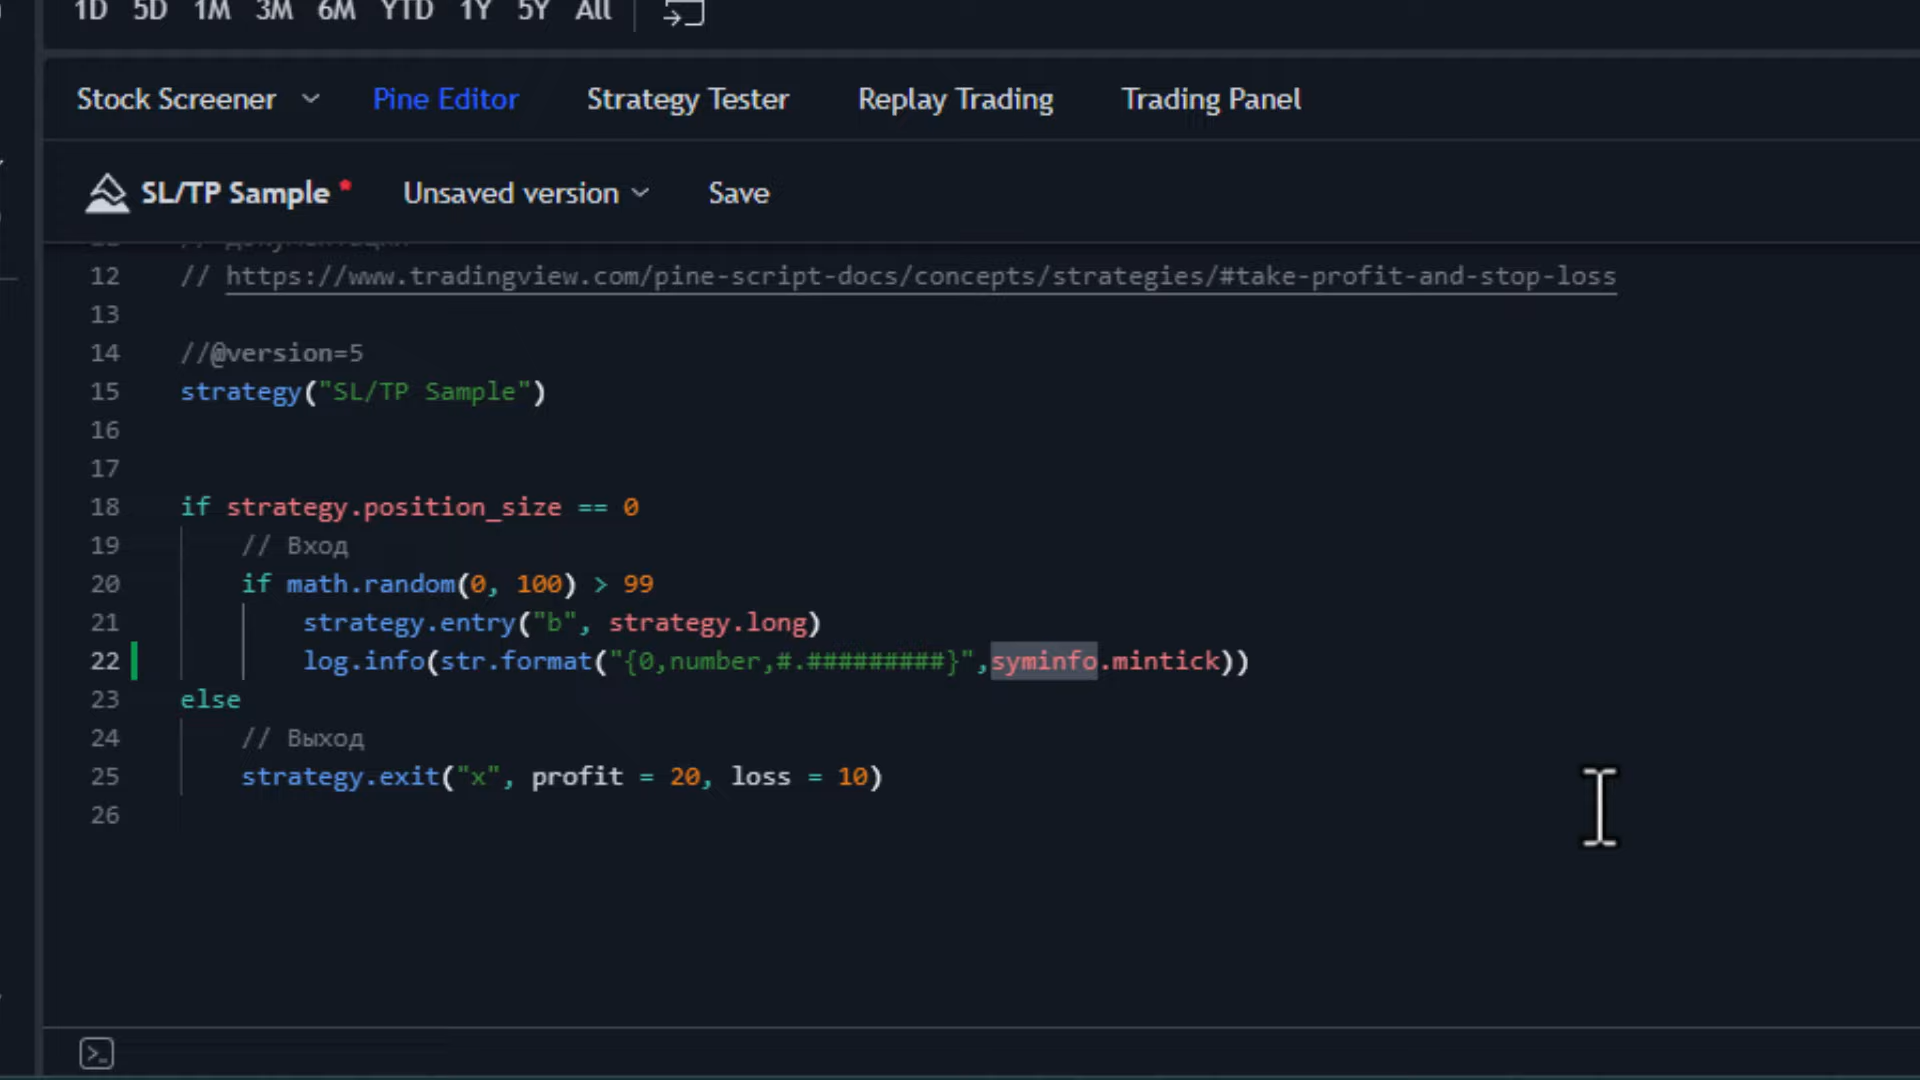 1D 5D 1M 3M 6M YTD 1Y 5Y All
Stock Screener Pine Editor Strategy Tester Replay Trading Trading Panel
SL/TP Sample Unsaved version Save
12 // https://www.tradingview.com/pine-script-docs/concepts/strategies/#take-profit-and-stop-loss
13
14 //@version=5
15 strategy("SL/TP Sample")
16
17
18 if strategy.position_size == 0
19 // Вход
20 if math.random(0, 100) > 99
21 strategy.entry("b", strategy.long)
22 log.info(str.format("{0,number,#.#########}",syminfo.mintick))
23 else
24 // Выход
25 strategy.exit("x", profit = 20, loss = 10)
26